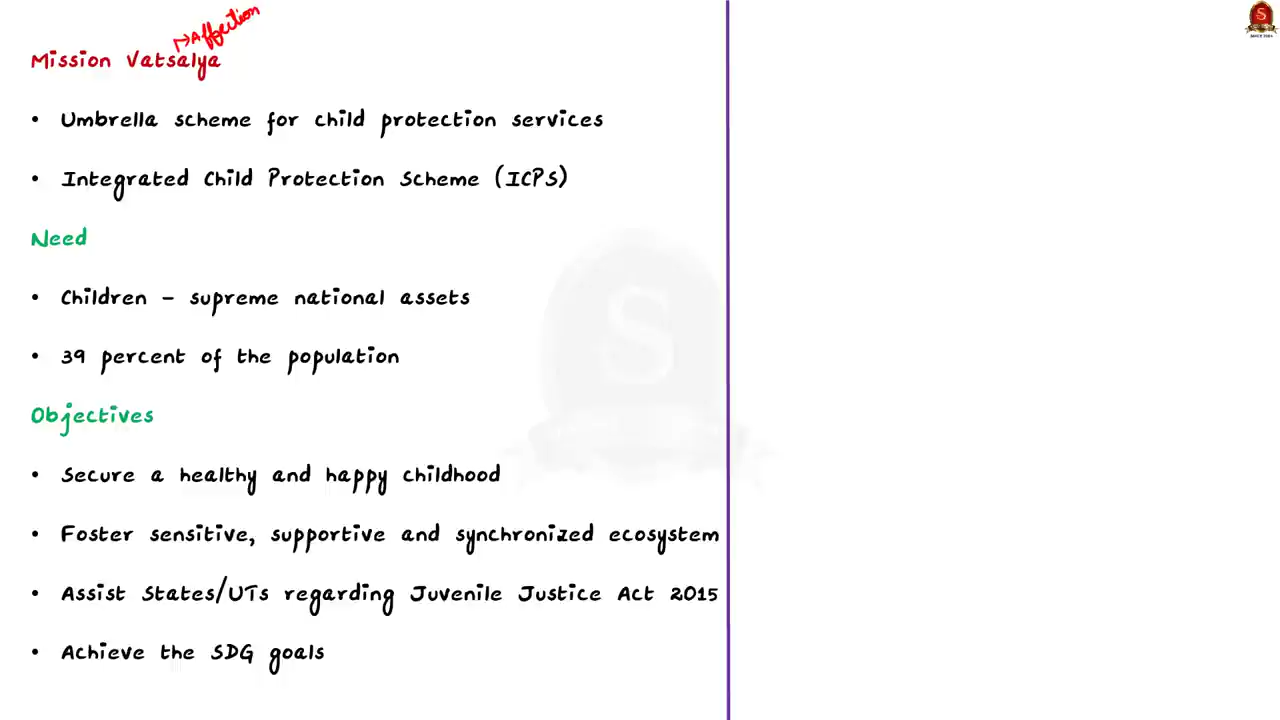 Affection
Mission Vatsalya
• Umbrella scheme for child protection services
• Integrated Child Protection Scheme (ICPS)
Need
• Children – supreme national assets
• 39 percent of the population
Objectives
• Secure a healthy and happy childhood
• Foster sensitive, supportive and synchronized ecosystem
• Assist States/UTs regarding Juvenile Justice Act 2015
• Achieve the SDG goals
S
S